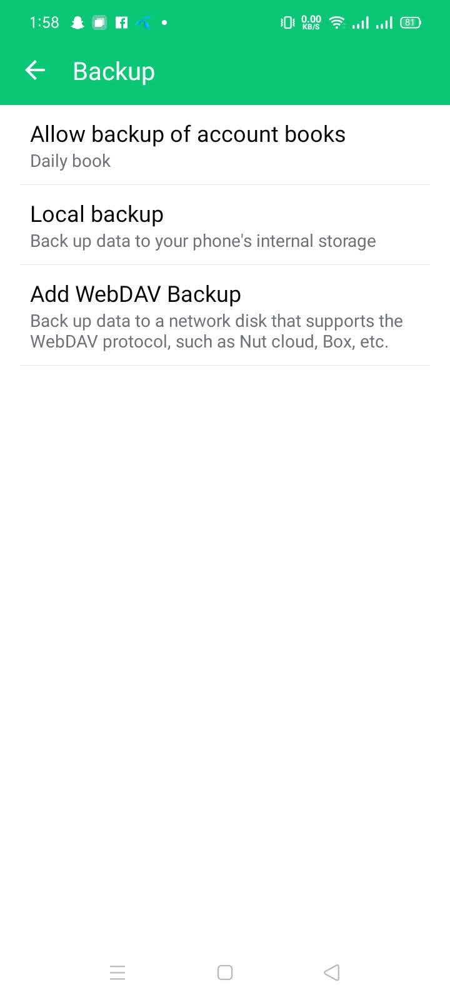 1:58 0.00 KB/S 81
Backup
Allow backup of account books
Daily book
Local backup
Back up data to your phone's internal storage
Add WebDAV Backup
Back up data to a network disk that supports the
WebDAV protocol, such as Nut cloud, Box, etc.